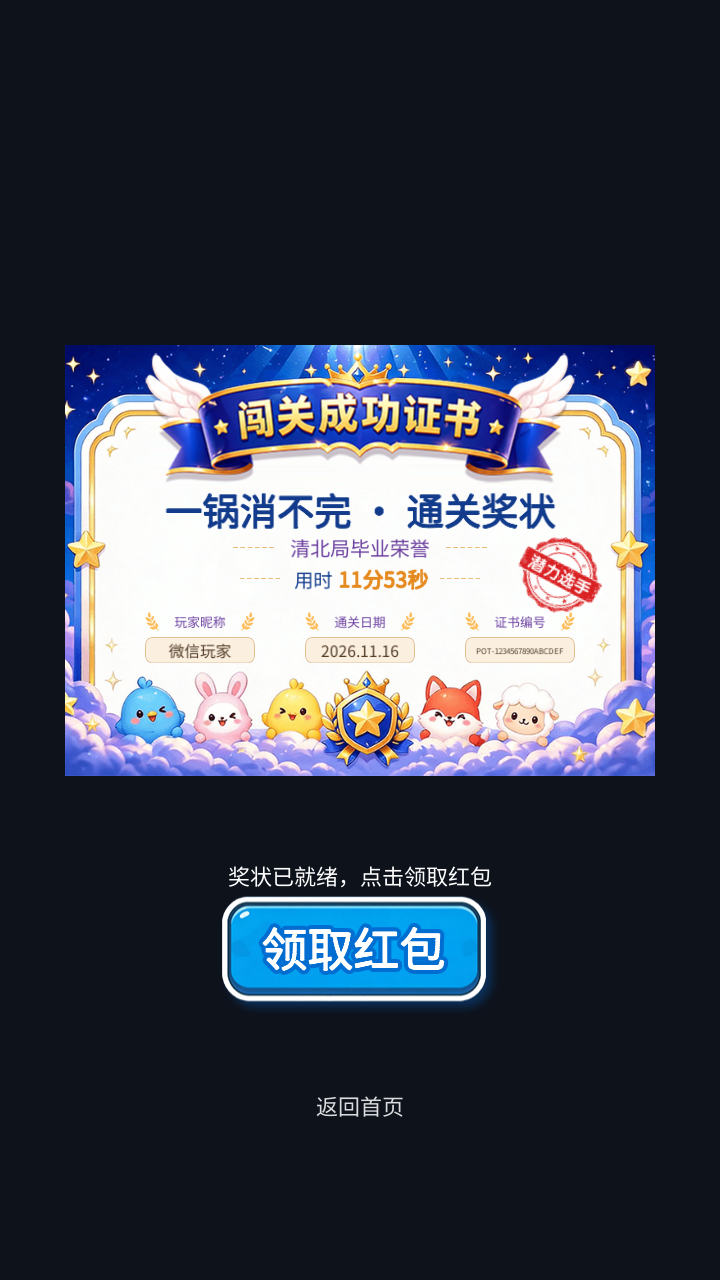 闯关成功证书
一锅消不完 · 通关奖状
清北局毕业荣誉
用时 11分53秒
潜力选手
玩家昵称 通关日期 证书编号
微信玩家 2026.11.16 POT-1234567890ABCDEF
奖状已就绪，点击领取红包
领取红包
返回首页